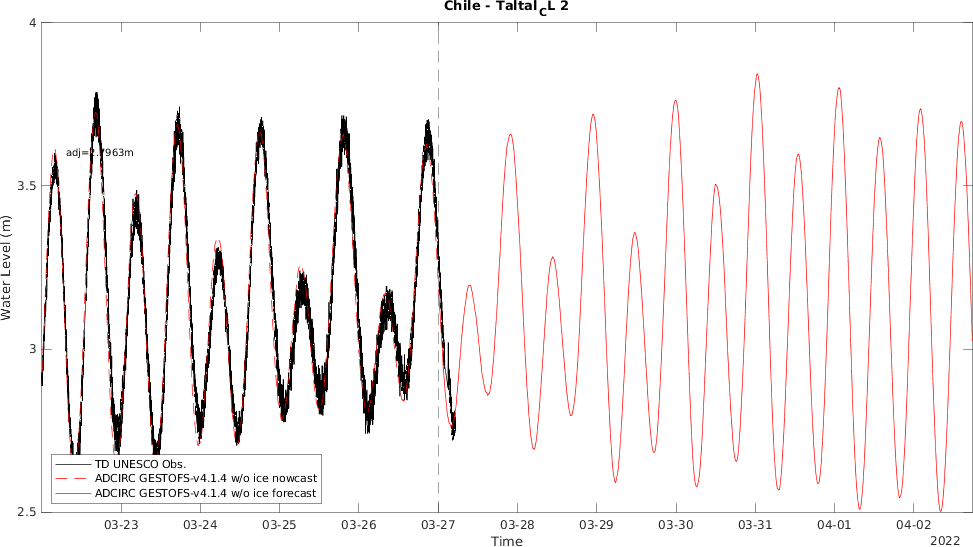 Chile - TaltalCL 2
4
3.5
3
2.5
Water Level (m)
adj=2.7963m
TD UNESCO Obs.
ADCIRC GESTOFS-v4.1.4 w/o ice nowcast
ADCIRC GESTOFS-v4.1.4 w/o ice forecast
03-23 03-24 03-25 03-26 03-27 03-28 03-29 03-30 03-31 04-01 04-02
Time
2022